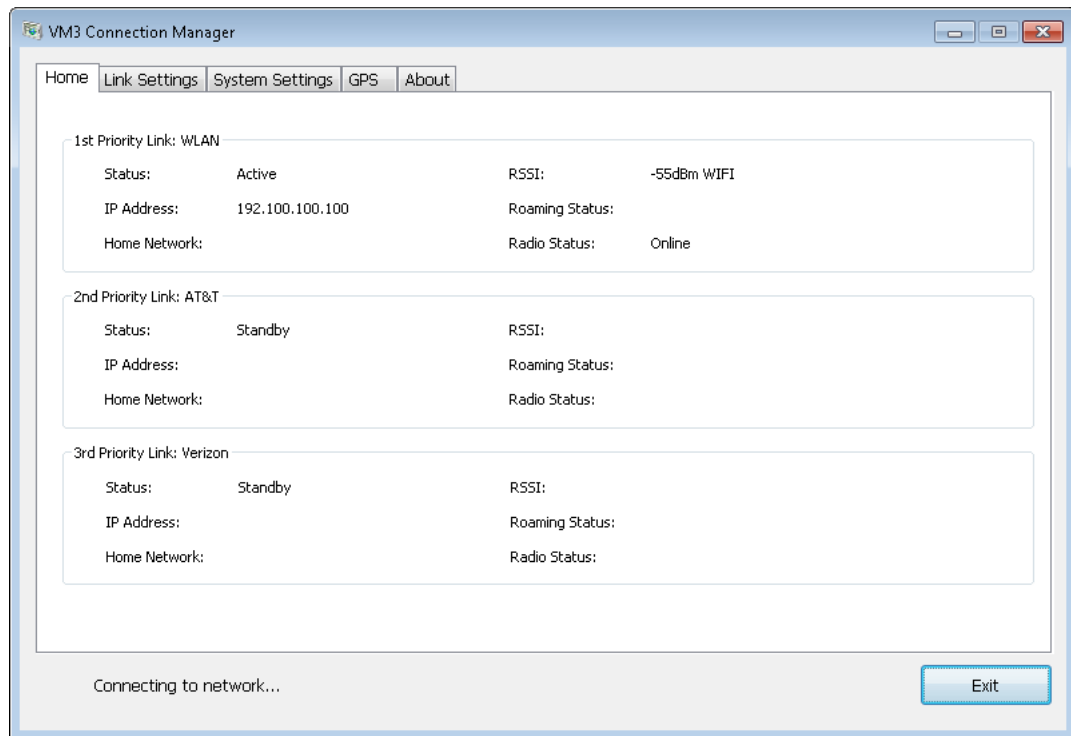 VM3 Connection Manager
Home Link Settings System Settings GPS About
1st Priority Link: WLAN
Status: Active RSSI: -55dBm WIFI
IP Address: 192.100.100.100 Roaming Status:
Home Network: Radio Status: Online
2nd Priority Link: AT&T
Status: Standby RSSI:
IP Address: Roaming Status:
Home Network: Radio Status:
3rd Priority Link: Verizon
Status: Standby RSSI:
IP Address: Roaming Status:
Home Network: Radio Status:
Connecting to network... Exit